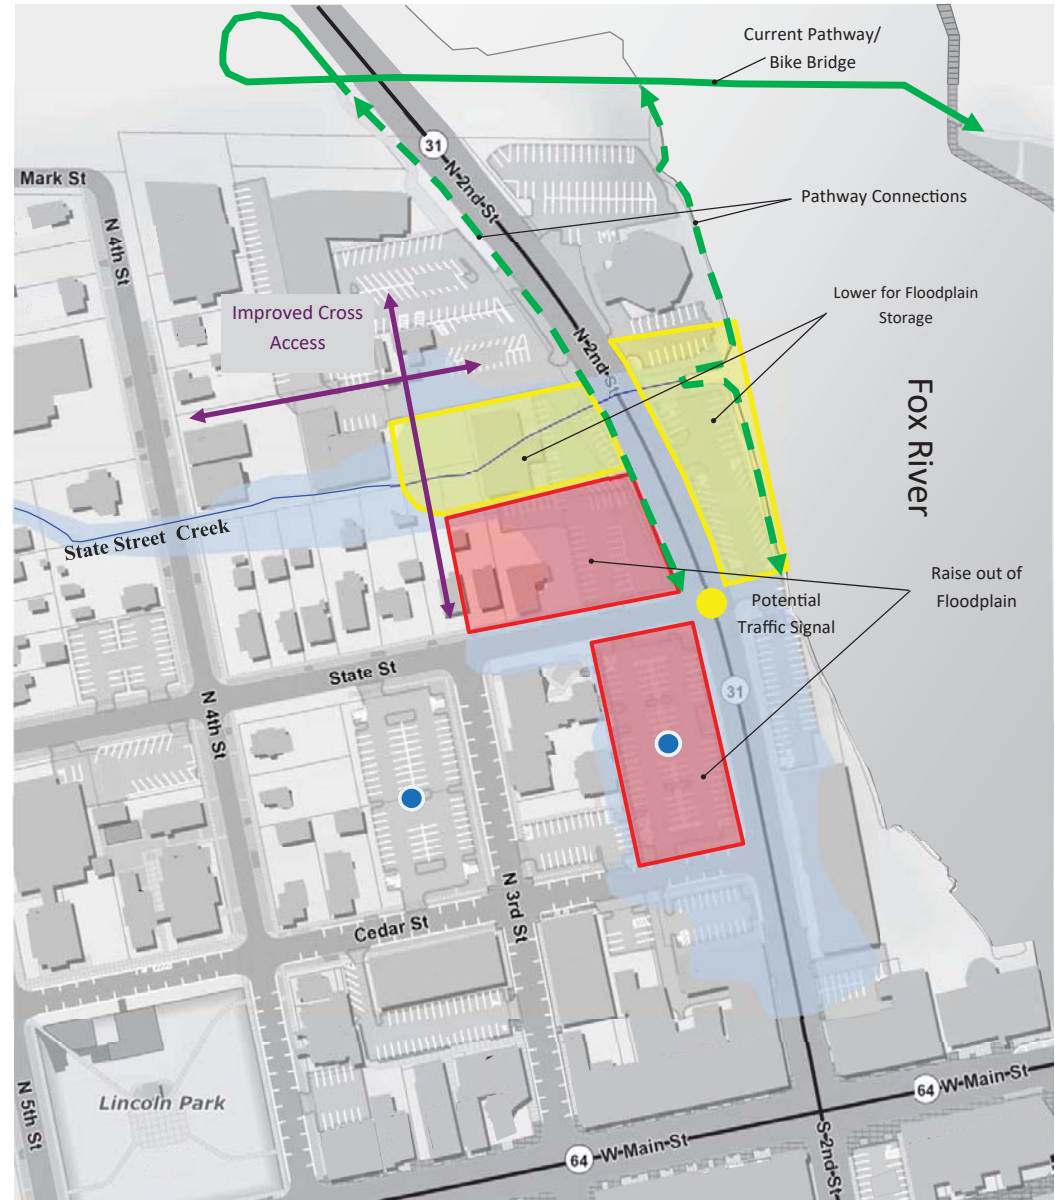 Current Pathway/
Bike Bridge
31
N 2nd St
Mark St
N 4th St
Pathway Connections
Improved Cross
Access
Lower for Floodplain
Storage
N 2nd St
Fox River
State Street Creek
Raise out of
Floodplain
Potential
Traffic Signal
State St
31
N 4th St
N 3rd St
Cedar St
N 5th St
Lincoln Park
64
W Main St
64
W Main St
S 2nd St